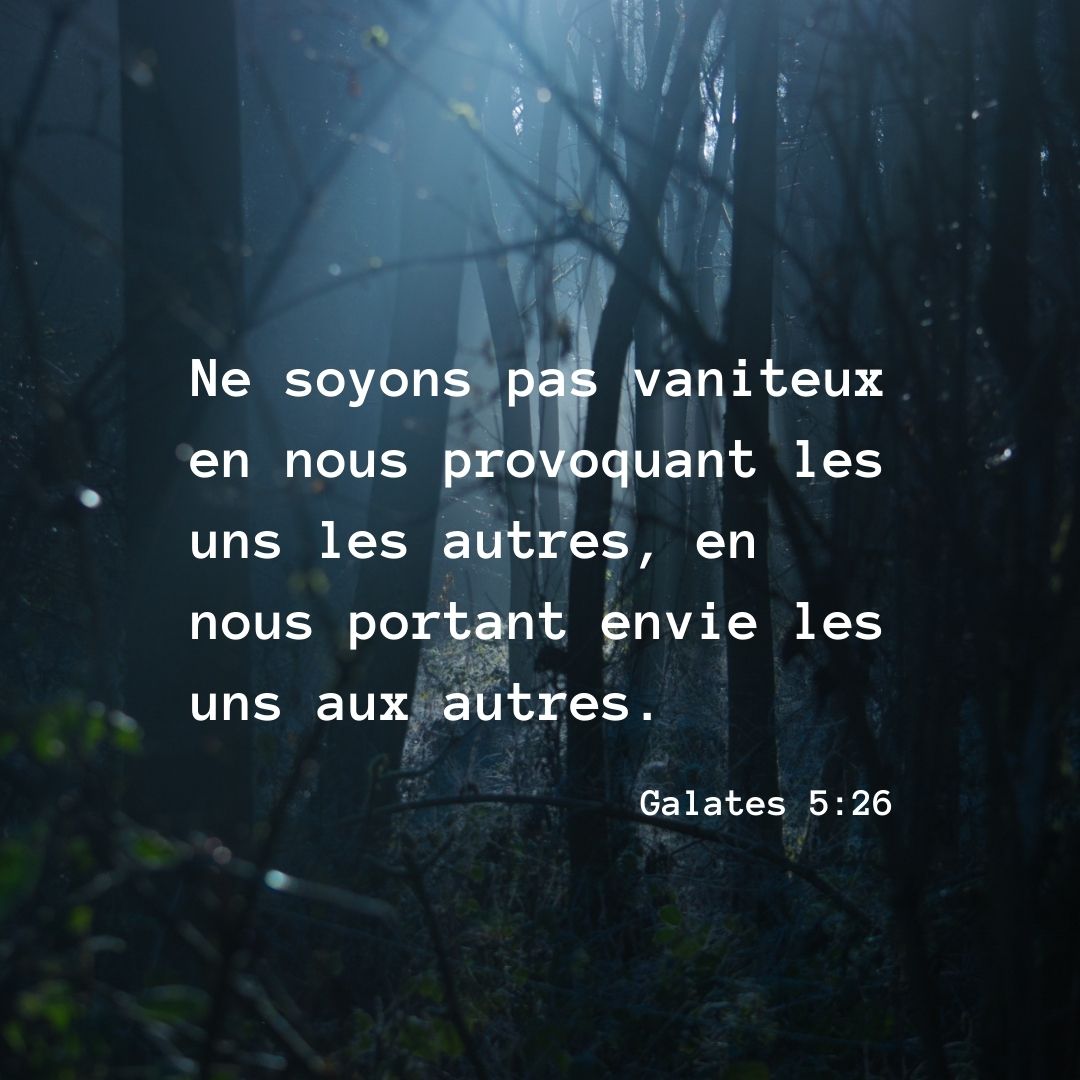 Ne soyons pas vaniteux
en nous provoquant les
uns les autres, en
nous portant envie les
uns aux autres.
Galates 5:26